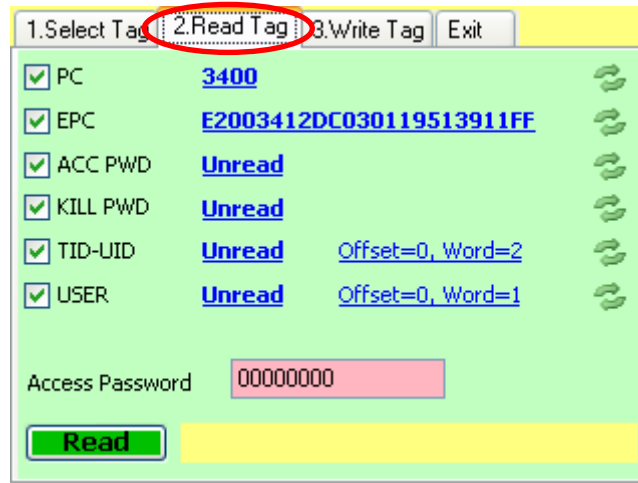 1.Select Tag 2.Read Tag 3.Write Tag Exit
PC 3400
EPC E2003412DC030119513911FF
ACC PWD Unread
KILL PWD Unread
TID-UID Unread Offset=0, Word=2
USER Unread Offset=0, Word=1
Access Password 00000000
Read